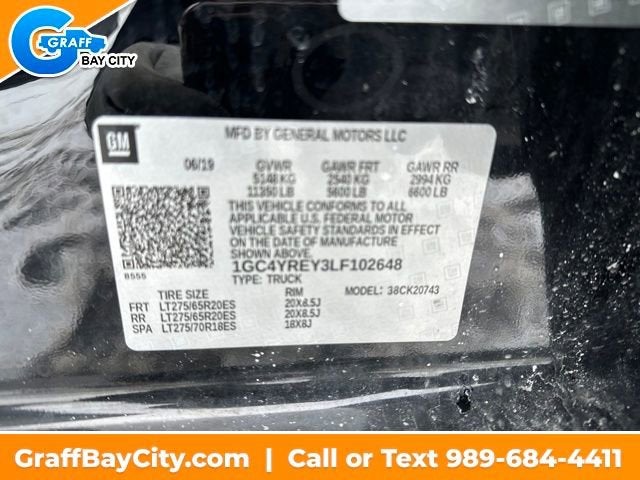 GRAFF
BAY CITY
GM
MFD BY GENERAL MOTORS LLC
06/19 GVWR GAWR FRT GAWR RR
5148 KG 2540 KG 2994 KG
11350 LB 5600 LB 6600 LB
THIS VEHICLE CONFORMS TO ALL
APPLICABLE U.S. FEDERAL MOTOR
VEHICLE SAFETY STANDARDS IN EFFECT
ON THE DATE OF MANUFACTURE
SHOWN ABOVE.
1GC4YREY3LF102648
8555
TYPE: TRUCK
MODEL: 38CK20743
TIRE SIZE RIM
FRT LT275/65R20ES 20X8.5J
RR LT275/65R20ES 20X8.5J
SPA LT275/70R18ES 18X8J
GraffBayCity.com | Call or Text 989-684-4411